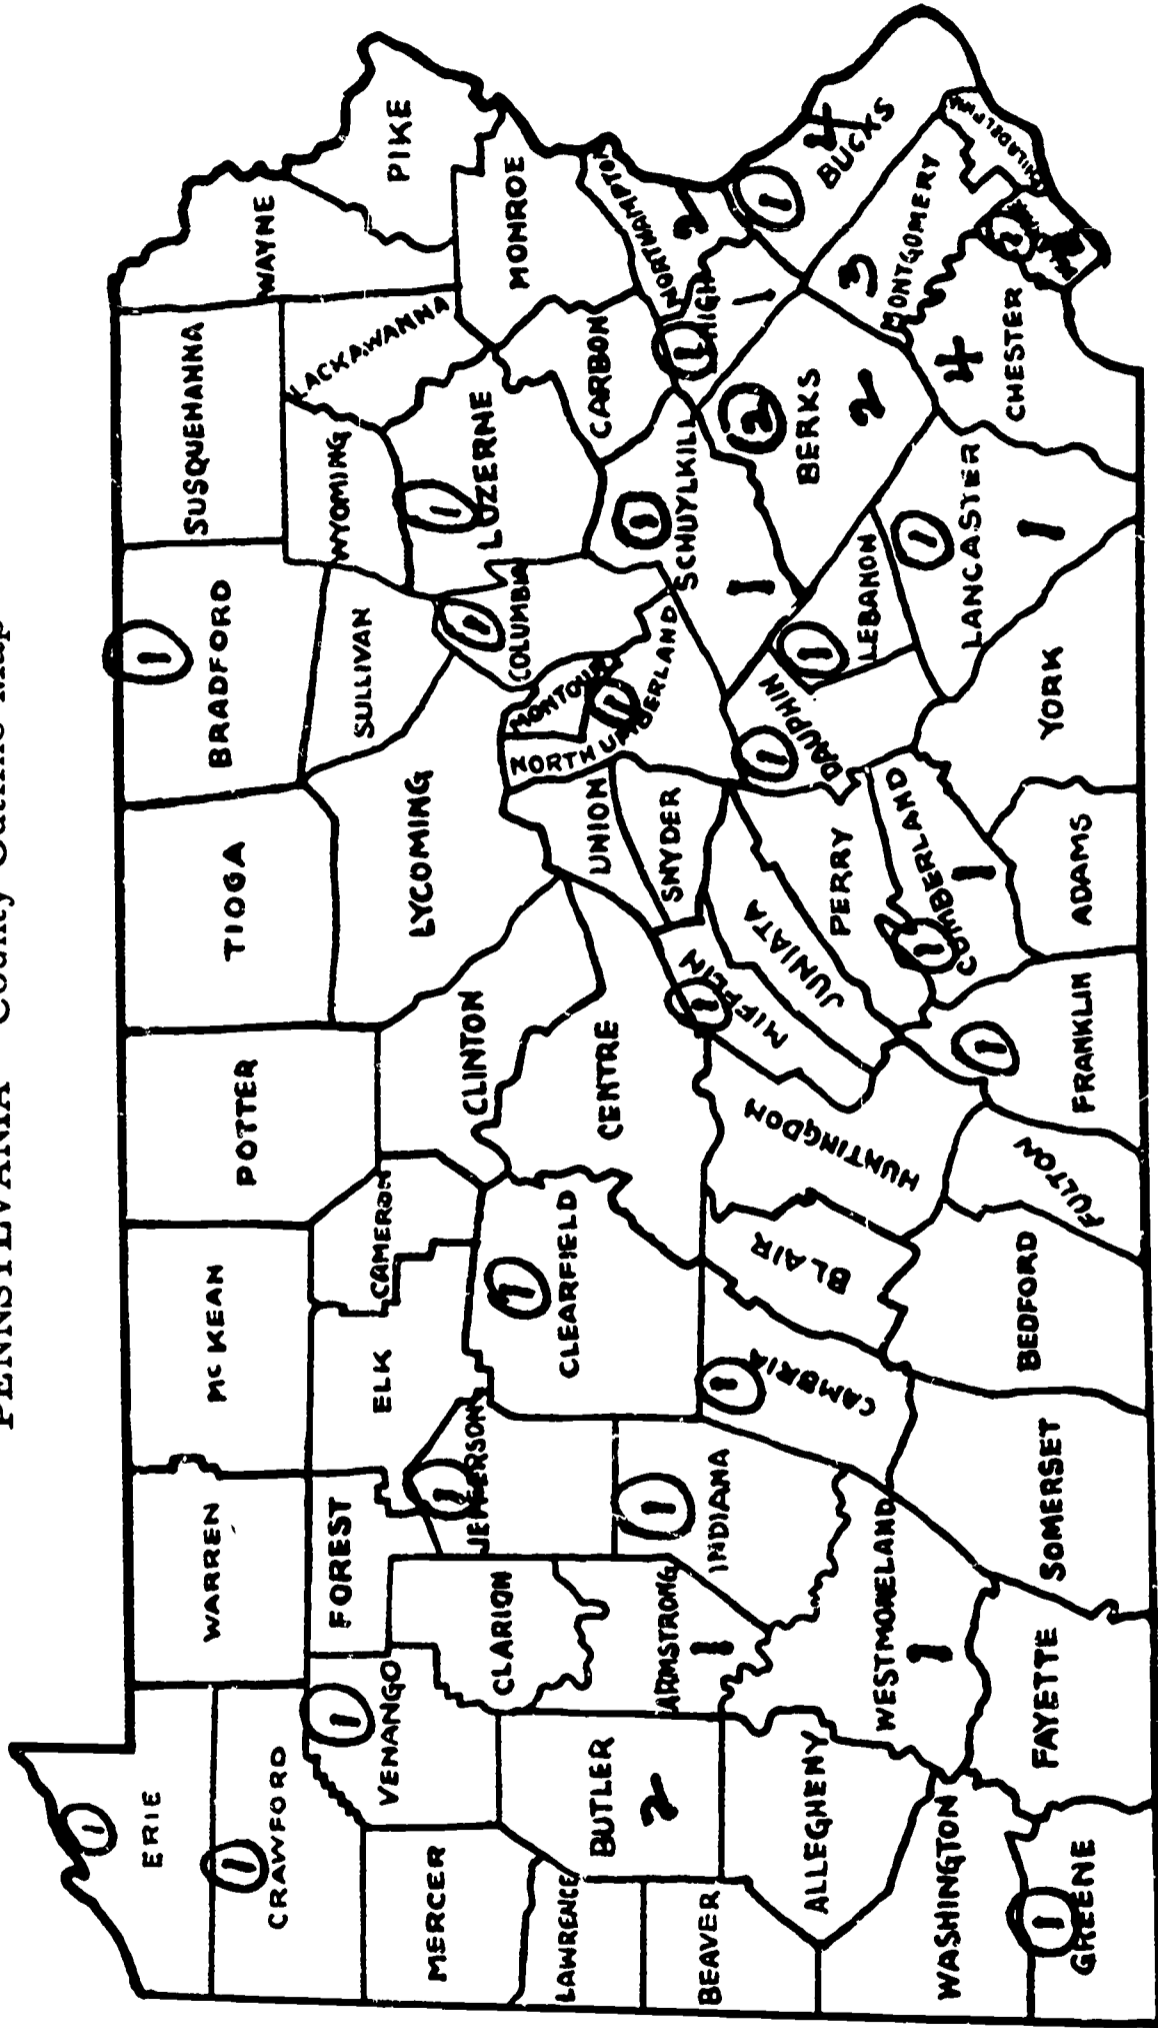 PENNSYLVANIA County Outline Map
ERIE
1
CRAWFORD
1
WARREN
McKEAN
POTTER
TIOGA
BRADFORD
1
SUSQUEHANNA
WAYNE
PIKE
MERCER
VENANGO
1
FOREST
ELK
CAMERON
CLINTON
LYCOMING
SULLIVAN
WYOMING
LACKAWANNA
LUZERNE
1
COLUMBIA
1
MONROE
CARBON
LAWRENCE
BUTLER
2
CLARION
JEFFERSON
1
CLEARFIELD
1
CENTRE
UNION
SNYDER
MONTOUR
NORTHUMBERLAND
1
SCHUYLKILL
1
1
NORTHAMPTON
2
LEHIGH
1
1
BEAVER
ARMSTRONG
1
INDIANA
1
CAMBRIA
1
BLAIR
HUNTINGDON
MIFFLIN
1
JUNIATA
PERRY
DAUPHIN
1
LEBANON
1
BERKS
2
2
BUCKS
1
4
MONTGOMERY
3
PHILADELPHIA
ALLEGHENY
WESTMORELAND
1
CUMBERLAND
1
1
LANCASTER
1
1
CHESTER
4
WASHINGTON
GREENE
1
FAYETTE
SOMERSET
BEDFORD
FULTON
FRANKLIN
1
ADAMS
YORK